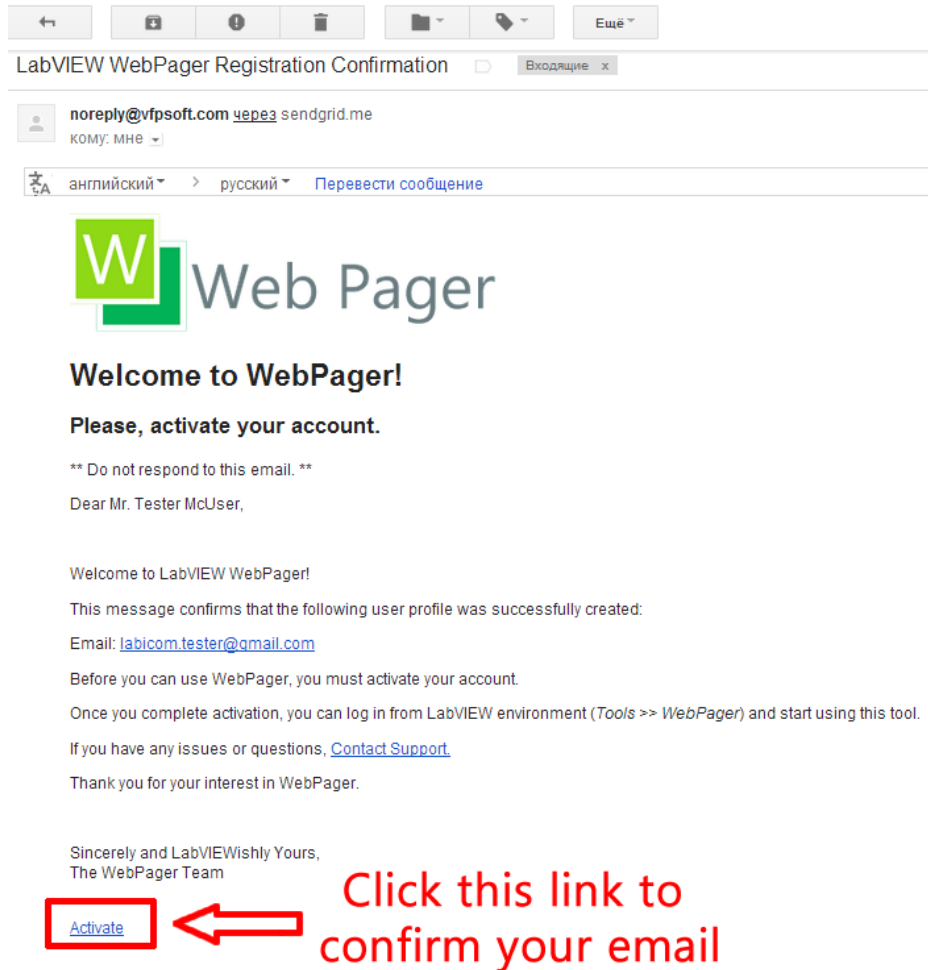 Ещё
LabVIEW WebPager Registration Confirmation Входящие x
noreply@vfpsoft.com через sendgrid.me
кому: мне
английский > русский Перевести сообщение
W Web Pager
Welcome to WebPager!
Please, activate your account.
** Do not respond to this email. **
Dear Mr. Tester McUser,
Welcome to LabVIEW WebPager!
This message confirms that the following user profile was successfully created:
Email: labicom.tester@gmail.com
Before you can use WebPager, you must activate your account.
Once you complete activation, you can log in from LabVIEW environment (Tools >> WebPager) and start using this tool.
If you have any issues or questions, Contact Support.
Thank you for your interest in WebPager.
Sincerely and LabVIEWishly Yours,
The WebPager Team
Activate
Click this link to
confirm your email